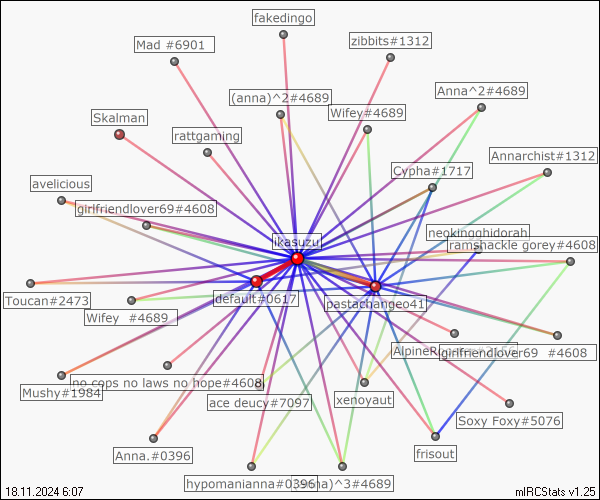 fakedingo
Mad #6901
zibbits#1312
(anna)^2#4689
Anna^2#4689
Wifey#4689
Skalman
rattgaming
Annarchist#1312
Cypha#1717
avelicious
girlfriendlover69#4608
neokingghidorah
ikasuzu
ramshackle gorey#4608
Toucan#2473
default#0617
pastachangeo41
Wifey #4689
girlfriendlover69 #4608
no cops no laws no hope#4608
Mushy#1984
xenoyaut
ace deucy#7097
Soxy Foxy#5076
Anna.#0396
frisout
hypomanianna#0396
)^3#4689
18.11.2024 6:07
mIRCStats v1.25